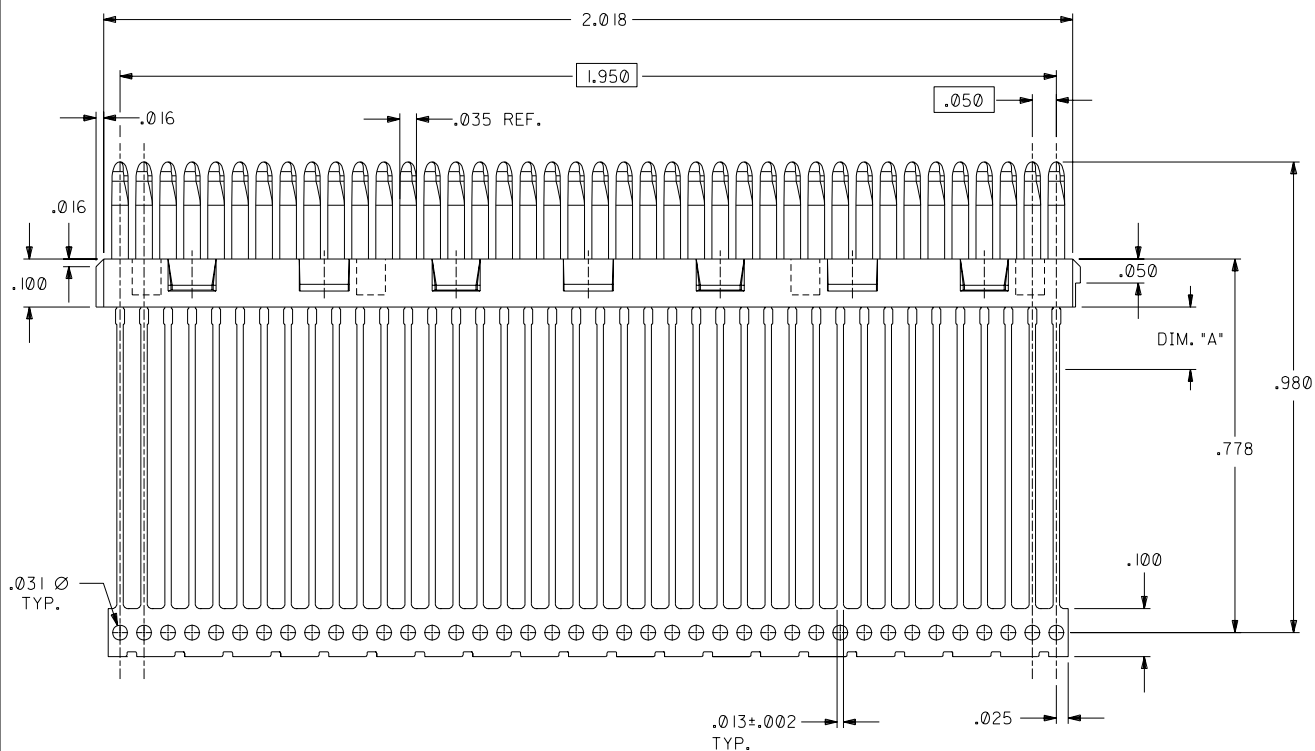 2.018
1.950
.050
.016
.035 REF.
.016
.100
.050
DIM. "A"
.980
.778
.100
.031 Ø
TYP.
.013±.002
TYP.
.025